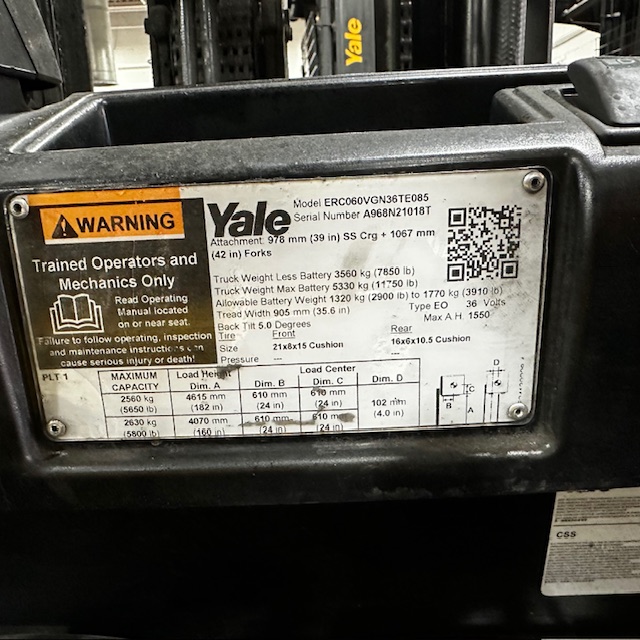 Yale
WARNING
Trained Operators and
Mechanics Only
Read Operating
Manual located
on or near seat.
Failure to follow operating, inspection
and maintenance instructions can
cause serious injury or death!
Yale
Model ERC060VGN36TE085
Serial Number A968N21018T
Attachment: 978 mm (39 in) SS Crg + 1067 mm
(42 in) Forks
Truck Weight Less Battery 3560 kg (7850 lb)
Truck Weight Max Battery 5330 kg (11750 lb)
Allowable Battery Weight 1320 kg (2900 lb) to 1770 kg (3910 lb)
Tread Width 905 mm (35.6 in) Type EO 36 Volts
Back Tilt 5.0 Degrees Max A.H 1550
Tire Front Rear
Size 21x8x15 Cushion 16x6x10.5 Cushion
Pressure --- ---
PLT 1 MAXIMUM CAPACITY Load Height Dim. A Load Center Dim. B Dim. C Dim. D
2560 kg (5650 lb) 4615 mm (182 in) 610 mm (24 in) 610 mm (24 in) 102 mm (4.0 in)
2630 kg (5800 lb) 4070 mm (160 in) 610 mm (24 in) 610 mm (24 in)
D
C
B
A
CSS